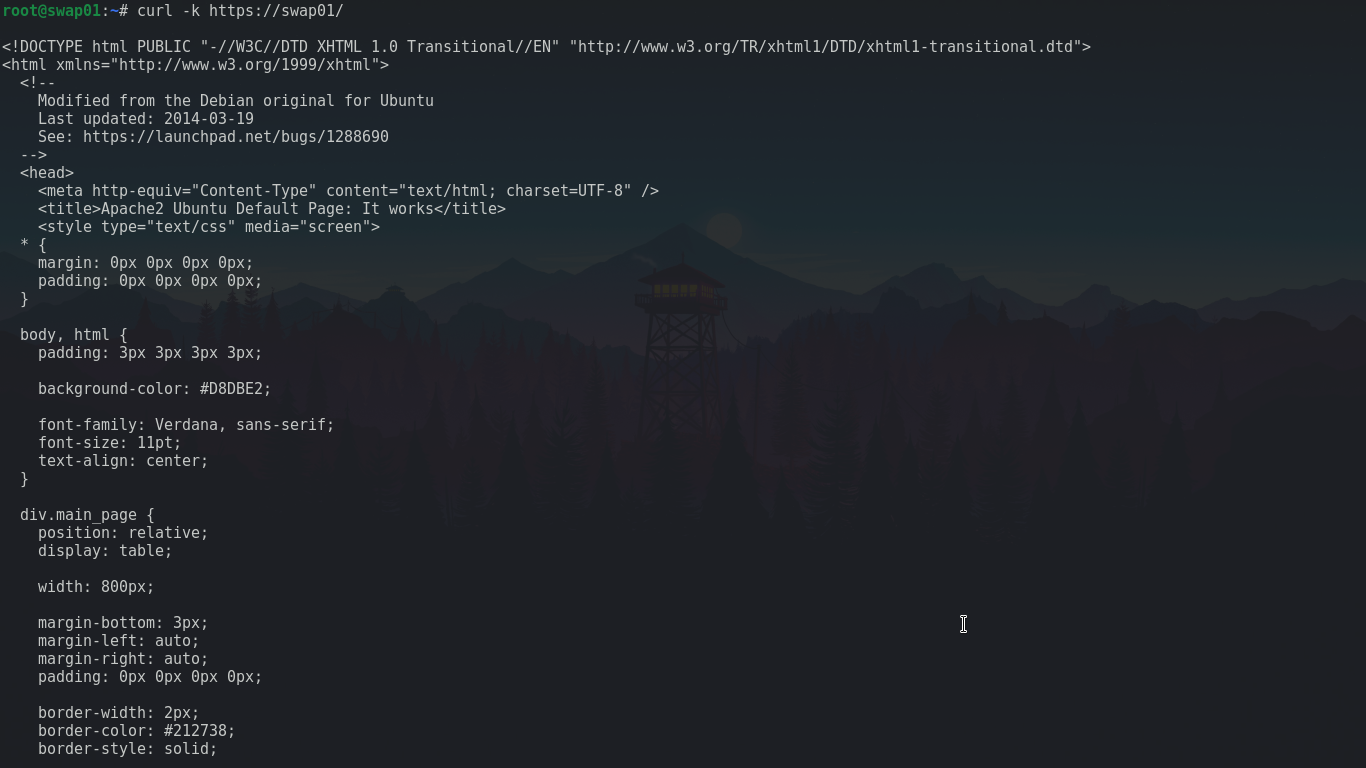 root@swap01:~# curl -k https://swap01/
<!DOCTYPE html PUBLIC "-//W3C//DTD XHTML 1.0 Transitional//EN" "http://www.w3.org/TR/xhtml1/DTD/xhtml1-transitional.dtd">
<html xmlns="http://www.w3.org/1999/xhtml">
  <!--
    Modified from the Debian original for Ubuntu
    Last updated: 2014-03-19
    See: https://launchpad.net/bugs/1288690
  -->
  <head>
    <meta http-equiv="Content-Type" content="text/html; charset=UTF-8" />
    <title>Apache2 Ubuntu Default Page: It works</title>
    <style type="text/css" media="screen">
  * {
    margin: 0px 0px 0px 0px;
    padding: 0px 0px 0px 0px;
  }
  body, html {
    padding: 3px 3px 3px 3px;
    background-color: #D8DBE2;
    font-family: Verdana, sans-serif;
    font-size: 11pt;
    text-align: center;
  }
  div.main_page {
    position: relative;
    display: table;
    width: 800px;
    margin-bottom: 3px;
    margin-left: auto;
    margin-right: auto;
    padding: 0px 0px 0px 0px;
    border-width: 2px;
    border-color: #212738;
    border-style: solid;